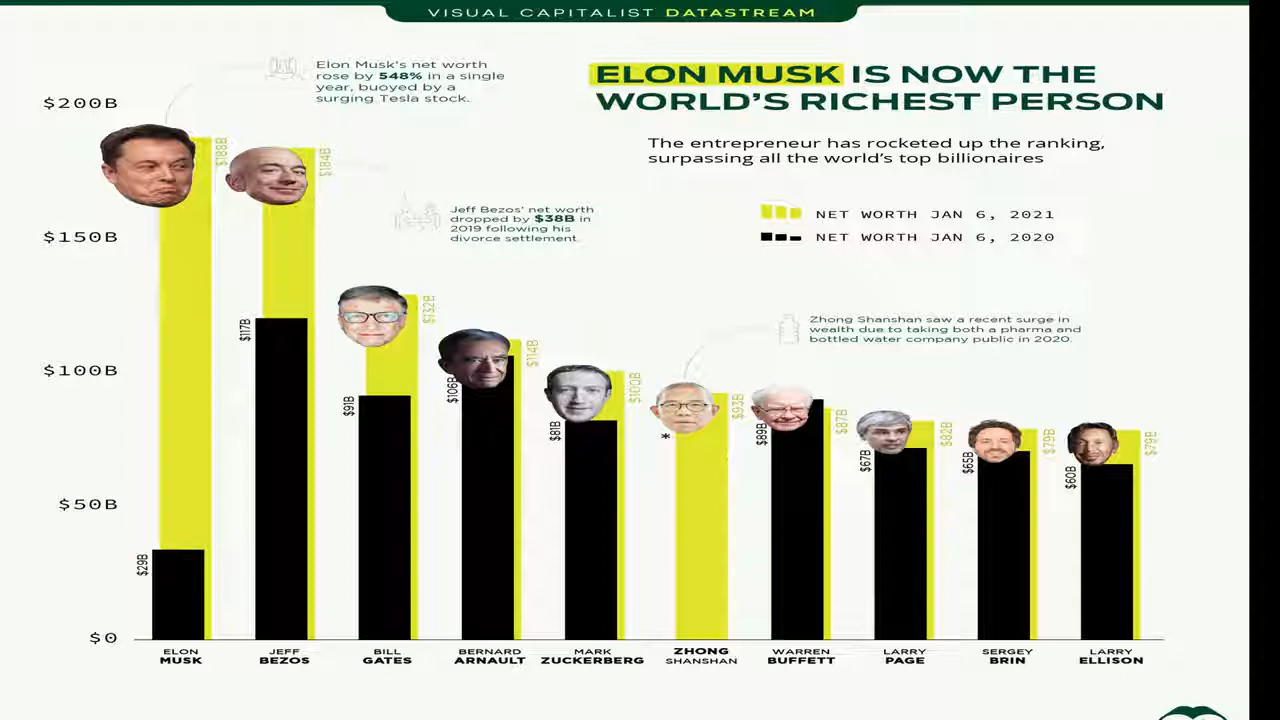 VISUAL CAPITALIST DATASTREAM
Elon Musk's net worth
rose by 548% in a single
year, buoyed by a
surging Tesla stock.
ELON MUSK IS NOW THE
WORLD'S RICHEST PERSON
The entrepreneur has rocketed up the ranking,
surpassing all the world's top billionaires
NET WORTH JAN 6, 2021
NET WORTH JAN 6, 2020
Jeff Bezos' net worth
dropped by $38B in
2019 following his
divorce settlement.
Zhong Shanshan saw a recent surge in
wealth due to taking both a pharma and
bottled water company public in 2020.
$200B
$150B
$100B
$50B
$0
$29B
$188B
$117B
$184B
$91B
$132B
$106B
$114B
$81B
$100B
*
$93B
$89B
$87B
$67B
$82B
$65B
$79B
$60B
$79B
ELON
MUSK
JEFF
BEZOS
BILL
GATES
BERNARD
ARNAULT
MARK
ZUCKERBERG
ZHONG
SHANSHAN
WARREN
BUFFETT
LARRY
PAGE
SERGEY
BRIN
LARRY
ELLISON